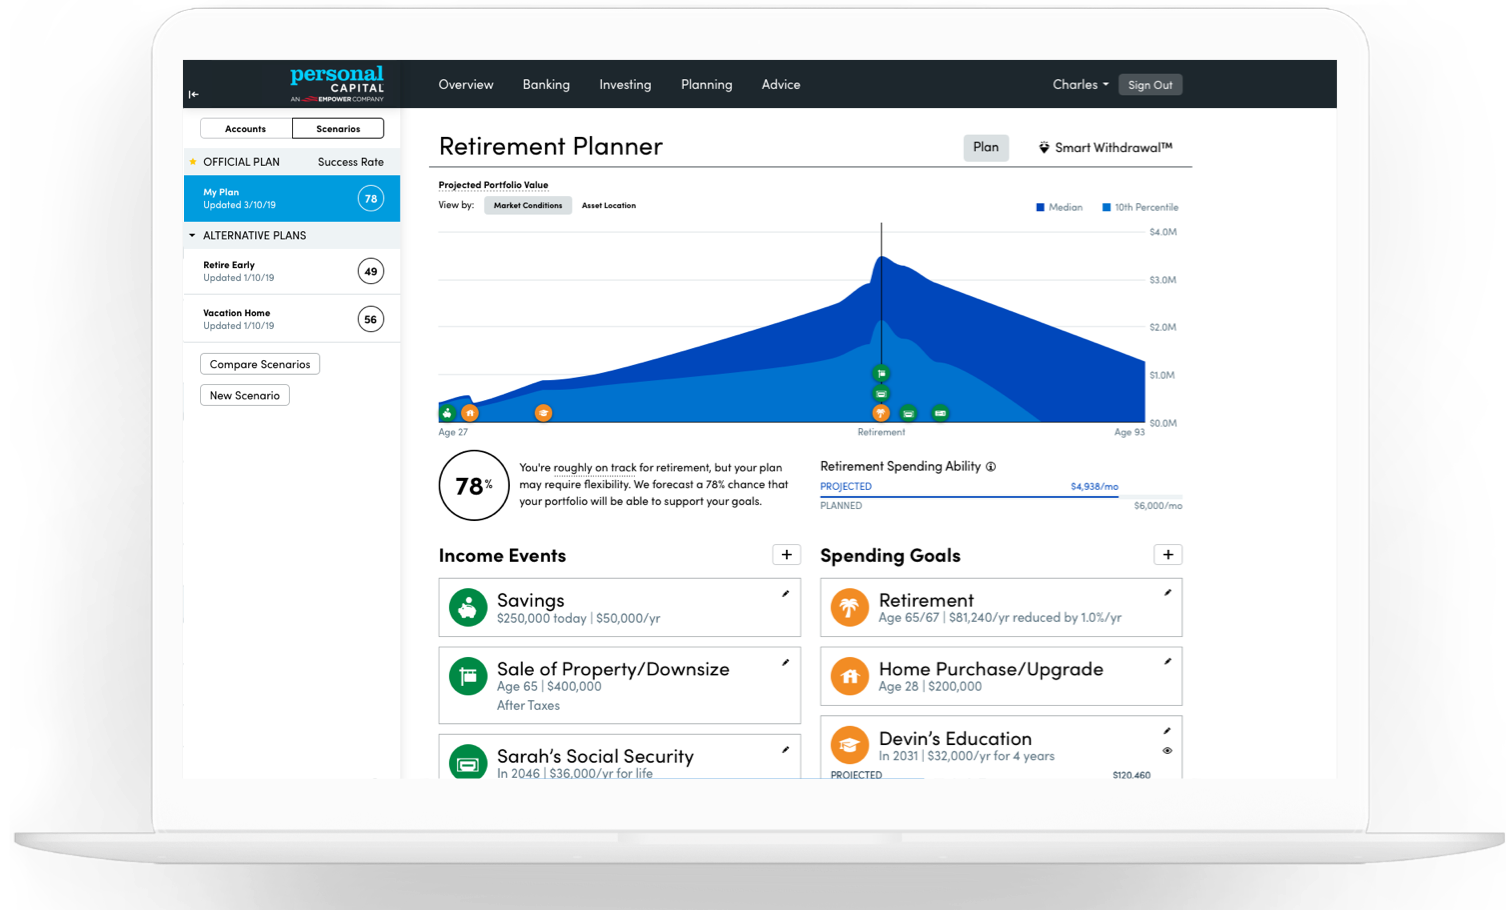 personal
CAPITAL
AN EMPOWER COMPANY
Overview Banking Investing Planning Advice
Charles Sign Out
Accounts Scenarios
OFFICIAL PLAN Success Rate
My Plan
Updated 3/10/19
78
ALTERNATIVE PLANS
Retire Early
Updated 1/10/19
49
Vacation Home
Updated 1/10/19
56
Compare Scenarios
New Scenario
Retirement Planner
Plan Smart Withdrawal™
Projected Portfolio Value
View by: Market Conditions Asset Location
Median 10th Percentile
$4.0M
$3.0M
$2.0M
$1.0M
$0.0M
Age 27 Retirement Age 93
78%
You're roughly on track for retirement, but your plan
may require flexibility. We forecast a 78% chance that
your portfolio will be able to support your goals.
Retirement Spending Ability
PROJECTED $4,938/mo
PLANNED $6,000/mo
Income Events +
Savings
$250,000 today | $50,000/yr
Sale of Property/Downsize
Age 65 | $400,000
After Taxes
Sarah's Social Security
In 2046 | $36,000/yr for life
Spending Goals +
Retirement
Age 65/67 | $81,240/yr reduced by 1.0%/yr
Home Purchase/Upgrade
Age 28 | $200,000
Devin's Education
In 2031 | $32,000/yr for 4 years
PROJECTED $120,460